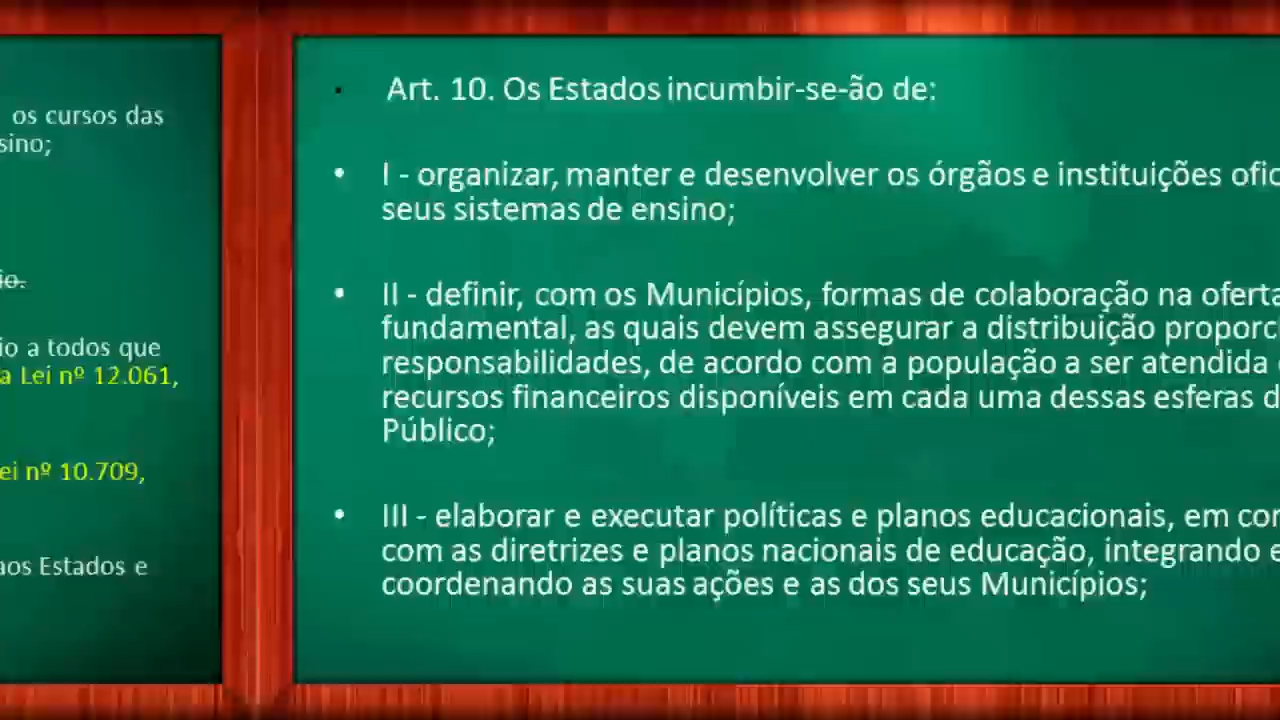 os cursos das
sino;
io.
io a todos que
a Lei nº 12.061,
ei nº 10.709,
aos Estados e
Art. 10. Os Estados incumbir-se-ão de:
• I - organizar, manter e desenvolver os órgãos e instituições ofic
seus sistemas de ensino;
• II - definir, com os Municípios, formas de colaboração na oferta
fundamental, as quais devem assegurar a distribuição proporc
responsabilidades, de acordo com a população a ser atendida
recursos financeiros disponíveis em cada uma dessas esferas d
Público;
• III - elaborar e executar políticas e planos educacionais, em con
com as diretrizes e planos nacionais de educação, integrando e
coordenando as suas ações e as dos seus Municípios;